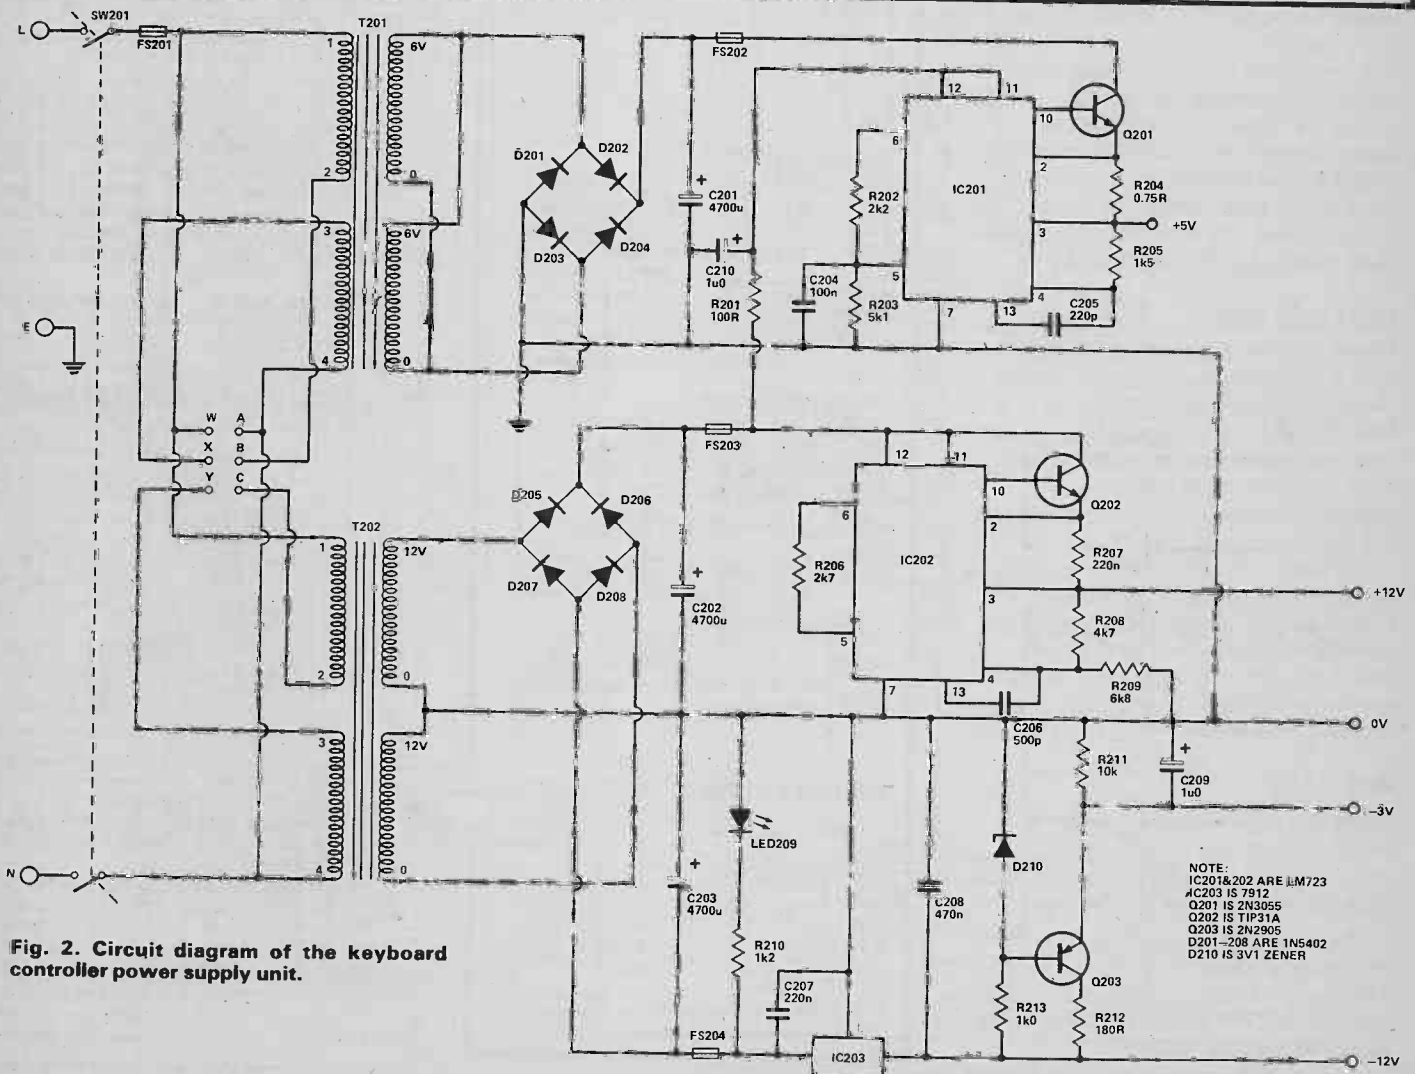 L
SW201
FS201
T201
1
6V
2
0
3
6V
4
0
E
W A
X B
Y C
T202
1
12V
2
0
3
12V
4
0
N
D201
D202
D203
D204
FS202
C201
4700u
+
C210
1u0
+
R201
100R
C204
100n
R202
2k2
R203
5k1
6
5
12
11
IC201
10
2
3
4
7
13
C205
220p
Q201
R204
0.75R
+5V
R205
1k5
D205
D206
D207
D208
FS203
C202
4700u
+
R206
2k7
6
5
12
11
IC202
10
2
3
4
7
13
Q202
R207
220n
+12V
R208
4k7
R209
6k8
C206
500p
0V
C203
4700u
+
LED209
R210
1k2
C207
220n
C208
470n
FS204
IC203
D210
R211
10k
C209
1u0
+
-3V
Q203
R213
1k0
R212
180R
-12V
NOTE:
IC201&202 ARE LM723
IC203 IS 7912
Q201 IS 2N3055
Q202 IS TIP31A
Q203 IS 2N2905
D201-208 ARE 1N5402
D210 IS 3V1 ZENER
Fig. 2. Circuit diagram of the keyboard
controller power supply unit.